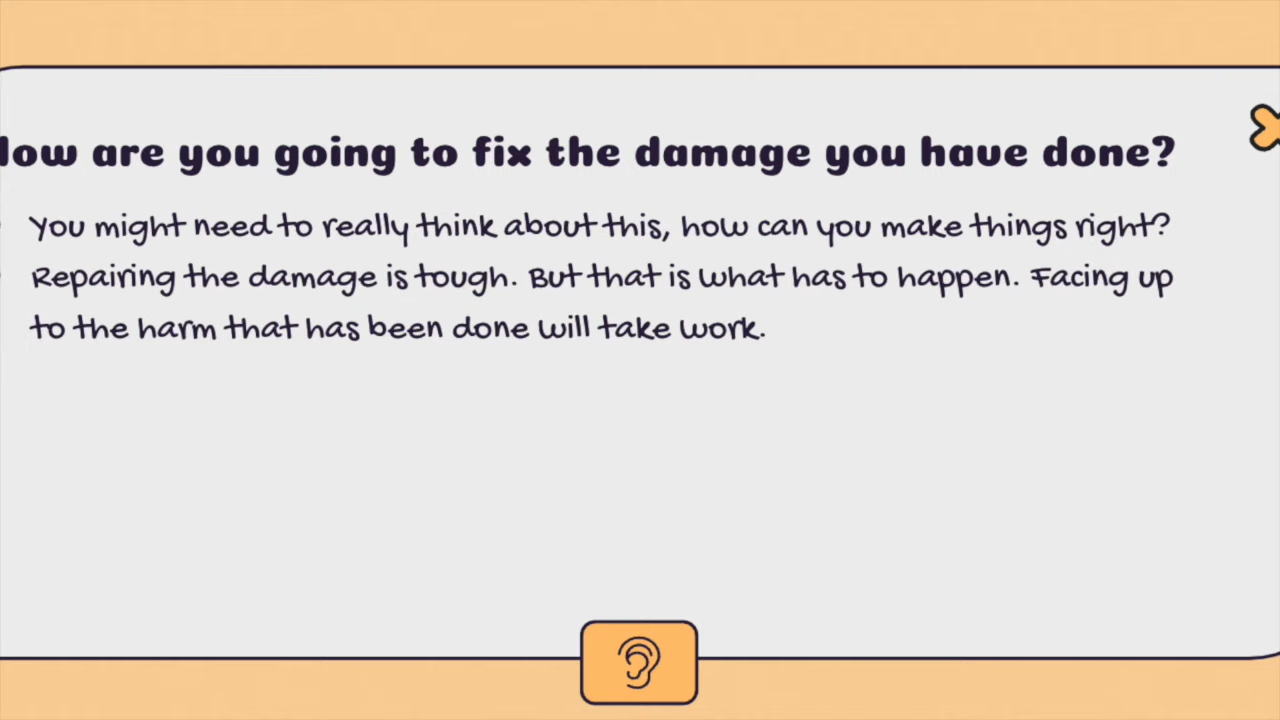 How are you going to fix the damage you have done?
You might need to really think about this, how can you make things right?
Repairing the damage is tough. But that is what has to happen. Facing up
to the harm that has been done will take work.